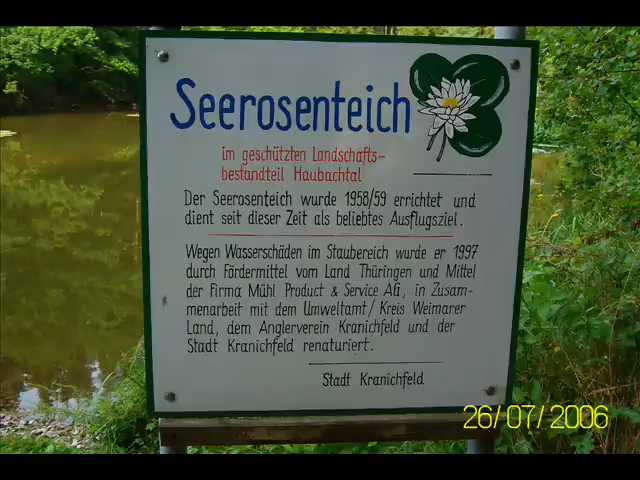 Seerosenteich
im geschützten Landschafts-
bestandteil Haubachtal
Der Seerosenteich wurde 1958/59 errichtet und
dient seit dieser Zeit als beliebtes Ausflugsziel.
Wegen Wasserschäden im Staubereich wurde er 1997
durch Fördermittel vom Land Thüringen und Mittel
der Firma Mühl Product & Service AG, in Zusam-
menarbeit mit dem Umweltamt/Kreis Weimarer
Land, dem Anglerverein Kranichfeld und der
Stadt Kranichfeld renaturiert.
Stadt Kranichfeld
26/07/2006